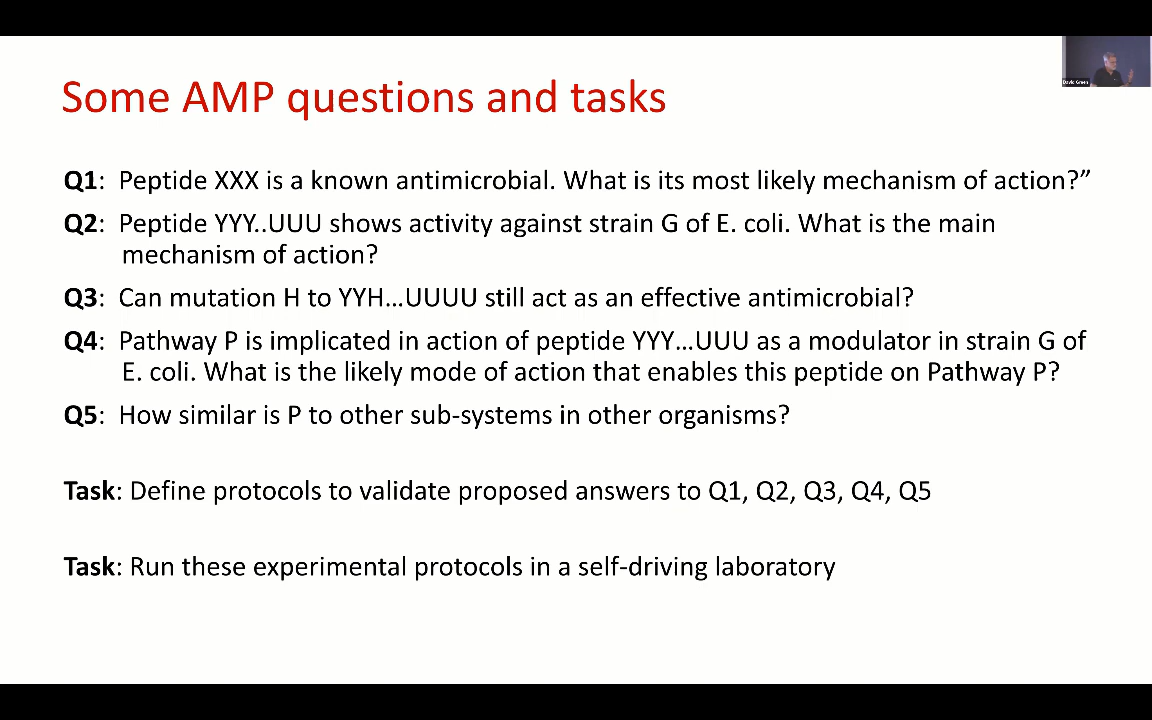 Some AMP questions and tasks
David Green
Q1: Peptide XXX is a known antimicrobial. What is its most likely mechanism of action?”
Q2: Peptide YYY..UUU shows activity against strain G of E. coli. What is the main
mechanism of action?
Q3: Can mutation H to YYH...UUUU still act as an effective antimicrobial?
Q4: Pathway P is implicated in action of peptide YYY...UUU as a modulator in strain G of
E. coli. What is the likely mode of action that enables this peptide on Pathway P?
Q5: How similar is P to other sub-systems in other organisms?
Task: Define protocols to validate proposed answers to Q1, Q2, Q3, Q4, Q5
Task: Run these experimental protocols in a self-driving laboratory